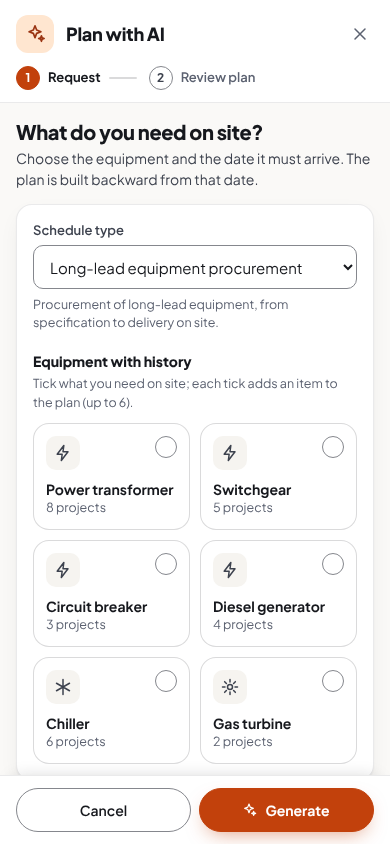 Plan with AI
1 Request
2 Review plan
What do you need on site?
Choose the equipment and the date it must arrive. The
plan is built backward from that date.
Schedule type
Long-lead equipment procurement
Procurement of long-lead equipment, from
specification to delivery on site.
Equipment with history
Tick what you need on site; each tick adds an item to
the plan (up to 6).
Power transformer
8 projects
Switchgear
5 projects
Circuit breaker
3 projects
Diesel generator
4 projects
Chiller
6 projects
Gas turbine
2 projects
Cancel
Generate